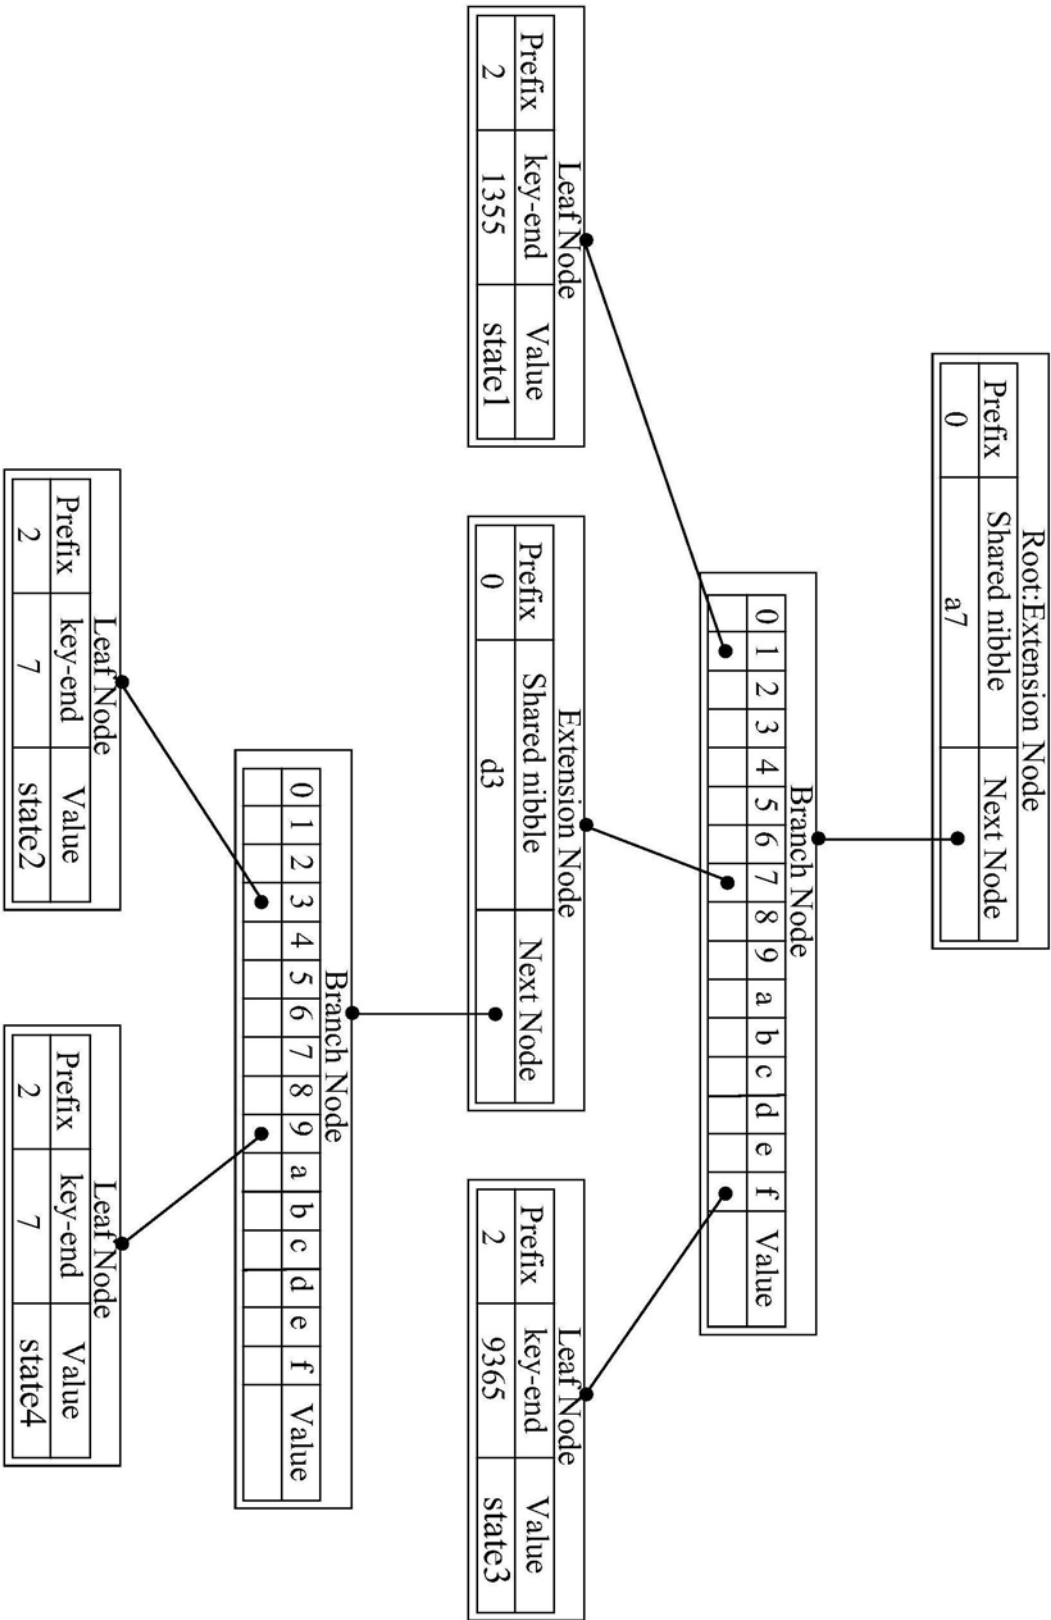 Root:Extension Node
Prefix Shared nibble Next Node
0 a7
Branch Node
0 1 2 3 4 5 6 7 8 9 a b c d e f Value
Leaf Node
Prefix key-end Value
2 1355 state1
Extension Node
Prefix Shared nibble Next Node
0 d3
Leaf Node
Prefix key-end Value
2 9365 state3
Branch Node
0 1 2 3 4 5 6 7 8 9 a b c d e f Value
Leaf Node
Prefix key-end Value
2 7 state2
Leaf Node
Prefix key-end Value
2 7 state4